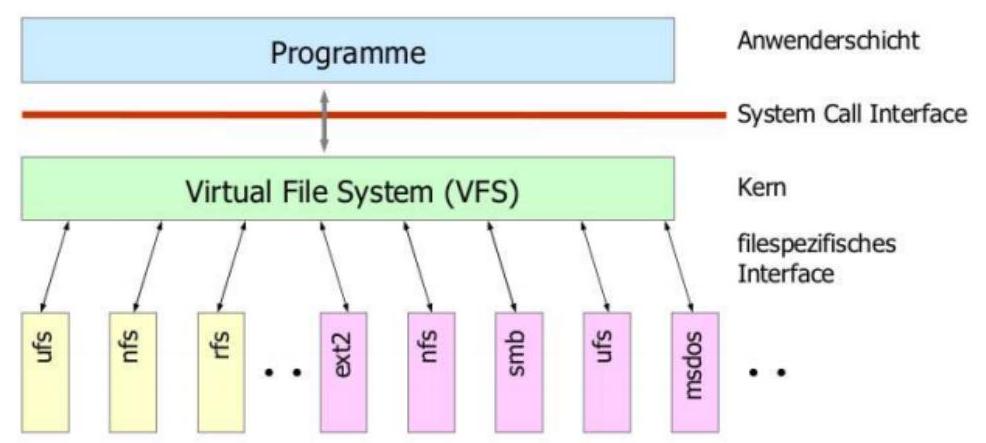 Programme
Anwenderschicht
System Call Interface
Virtual File System (VFS)
Kern
filespezifisches
Interface
ufs
nfs
rfs
ext2
nfs
smb
ufs
msdos